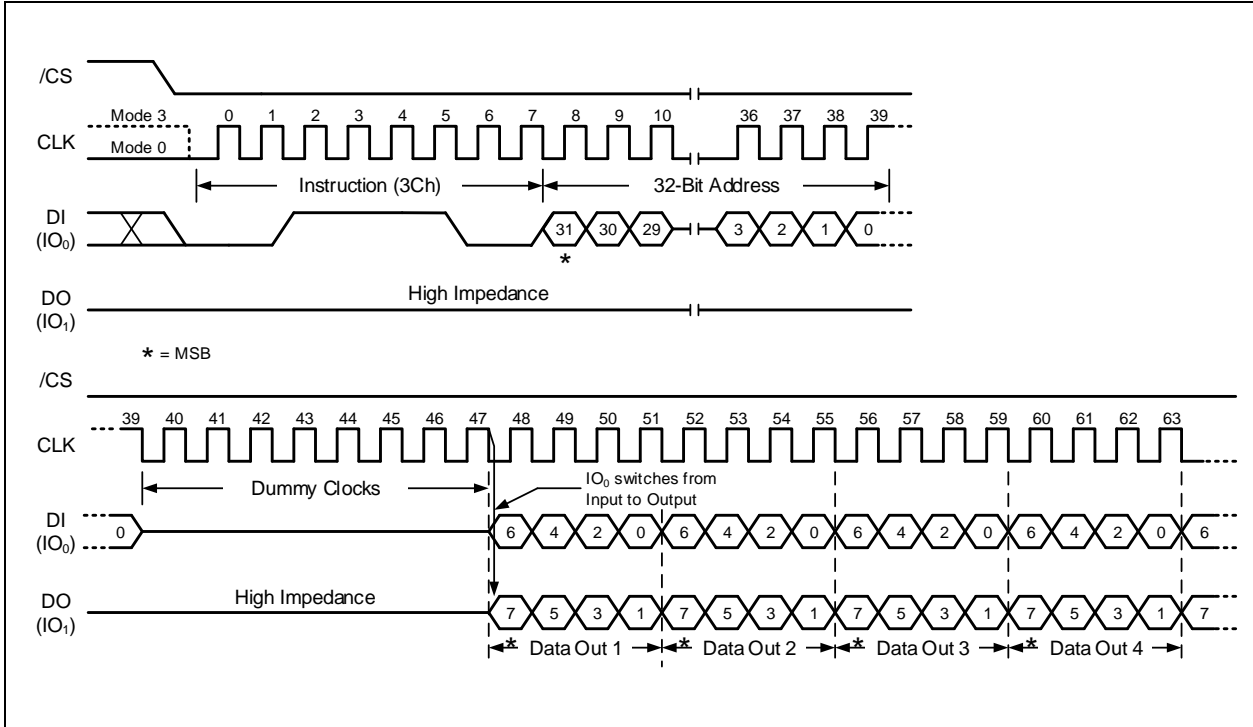 /CS
Mode 3 0 1 2 3 4 5 6 7 8 9 10 36 37 38 39
CLK
Mode 0
Instruction (3Ch) 32-Bit Address
DI
(IO₀)
31 30 29 3 2 1 0
*
High Impedance
DO
(IO₁)
* = MSB
/CS
39 40 41 42 43 44 45 46 47 48 49 50 51 52 53 54 55 56 57 58 59 60 61 62 63
CLK
Dummy Clocks
IO₀ switches from
Input to Output
DI
(IO₀)
0 6 4 2 0 6 4 2 0 6 4 2 0 6 4 2 0 6
High Impedance
DO
(IO₁)
7 5 3 1 7 5 3 1 7 5 3 1 7 5 3 1 7
* Data Out 1 * Data Out 2 * Data Out 3 * Data Out 4